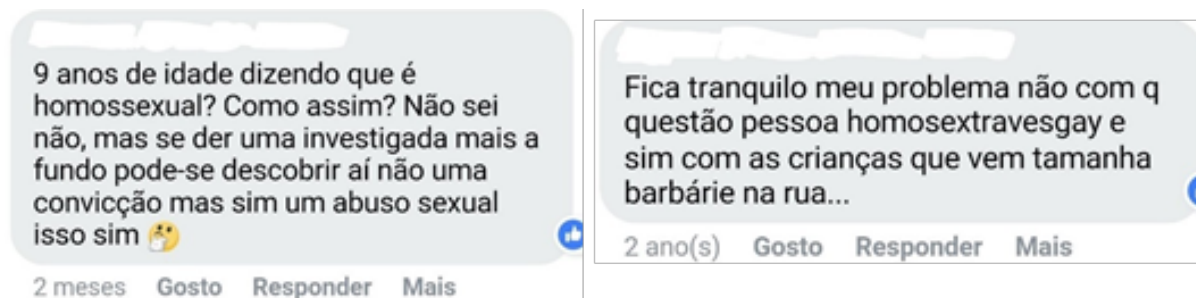 9 anos de idade dizendo que é
homossexual? Como assim? Não sei
não, mas se der uma investigada mais a
fundo pode-se descobrir aí não uma
convicção mas sim um abuso sexual
isso sim 🤔
2 meses Gosto Responder Mais
Fica tranquilo meu problema não com q
questão pessoa homosextravesgay e
sim com as crianças que vem tamanha
barbárie na rua...
2 ano(s) Gosto Responder Mais